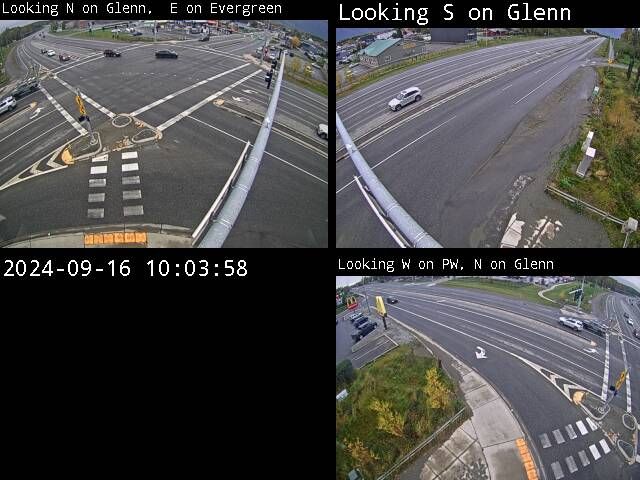 Looking N on Glenn, E on Evergreen
Looking S on Glenn
2024-09-16 10:03:58
Looking W on PW, N on Glenn